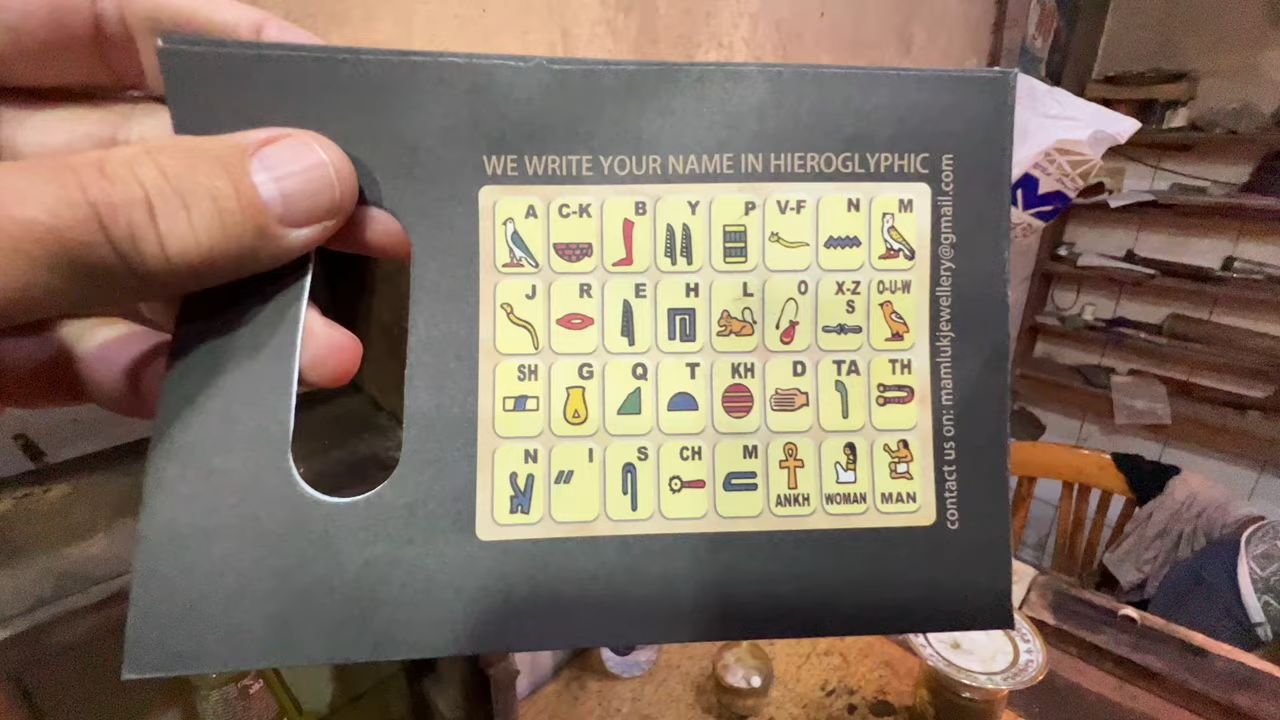 WE WRITE YOUR NAME IN HIEROGLYPHIC
A C-K B Y P V-F N M
J R E H L O X-Z S O-U-W
SH G Q T KH D TA TH
N I S CH M ANKH WOMAN MAN
contact us on: mamlukjewellery@gmail.com